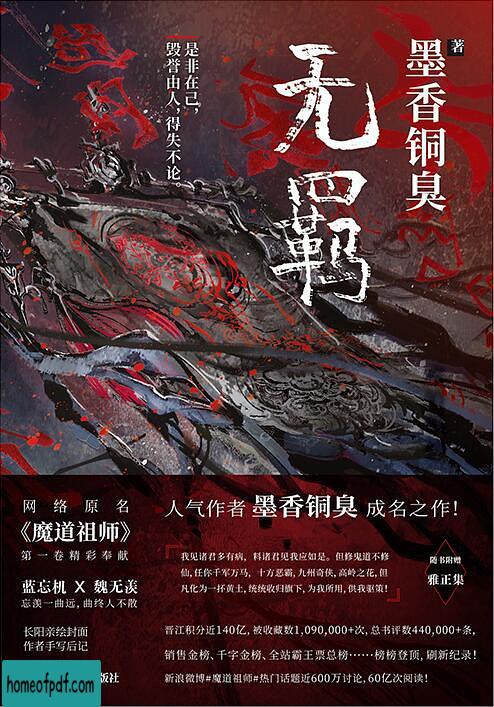 墨香铜臭 著
无羁
是非在己，
毁誉由人，得失不论。
网络原名
《魔道祖师》
第一卷精彩奉献
蓝忘机 X 魏无羡
忘羡一曲远，曲终人不散
长阳亲绘封面
作者手写后记
版社
人气作者 墨香铜臭 成名之作！
我见诸君多有病，料诸君见我应如是。但修鬼道不修
仙，任你千军万马，十方恶霸，九州奇侠，高岭之花，但
凡化为一抔黄土，统统收归旗下，为我所用，供我驱策！
随书附赠
雅正集
晋江积分近140亿，被收藏数1,090,000+次，总书评数440,000+条，
销售金榜、千字金榜、全站霸王票总榜……榜榜登顶，刷新纪录！
新浪微博#魔道祖师#热门话题近600万讨论，60亿次阅读！
homeofpdf.com